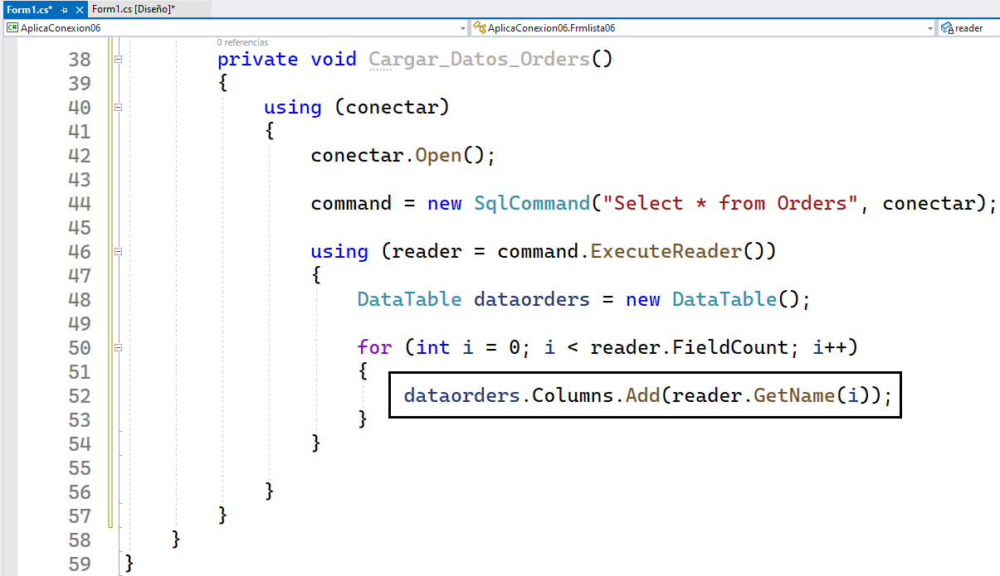 Form1.cs* Form1.cs [Diseño]*
C# AplicaConexion06 AplicaConexion06.Frmlista06 reader
0 referencias
38 private void Cargar_Datos_Orders()
39 {
40 using (conectar)
41 {
42 conectar.Open();
43
44 command = new SqlCommand("Select * from Orders", conectar);
45
46 using (reader = command.ExecuteReader())
47 {
48 DataTable dataorders = new DataTable();
49
50 for (int i = 0; i < reader.FieldCount; i++)
51 {
52 dataorders.Columns.Add(reader.GetName(i));
53 }
54 }
55
56 }
57 }
58 }
59 }